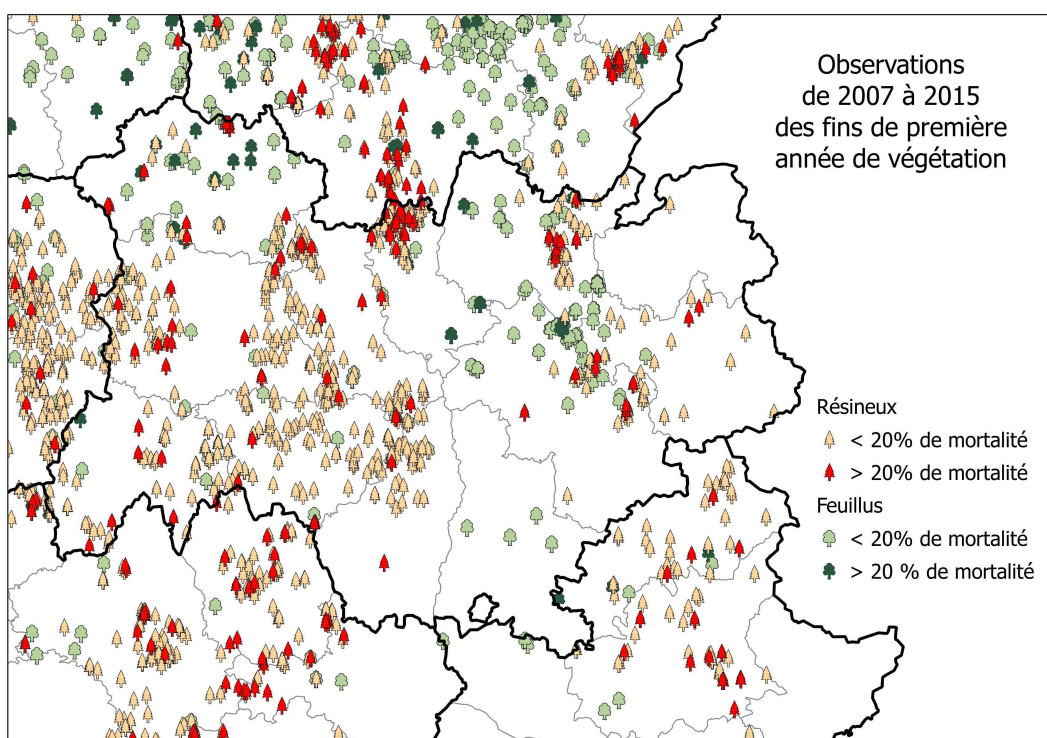 Observations
de 2007 à 2015
des fins de première
année de végétation
Résineux
< 20% de mortalité
> 20% de mortalité
Feuillus
< 20% de mortalité
> 20 % de mortalité